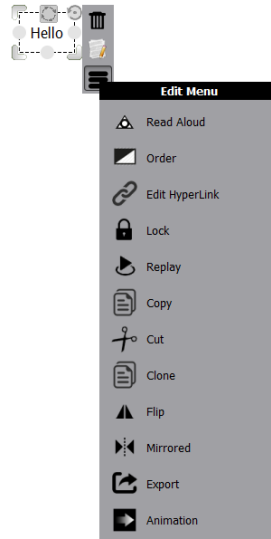 Hello
Edit Menu
Read Aloud
Order
Edit HyperLink
Lock
Replay
Copy
Cut
Clone
Flip
Mirrored
Export
Animation